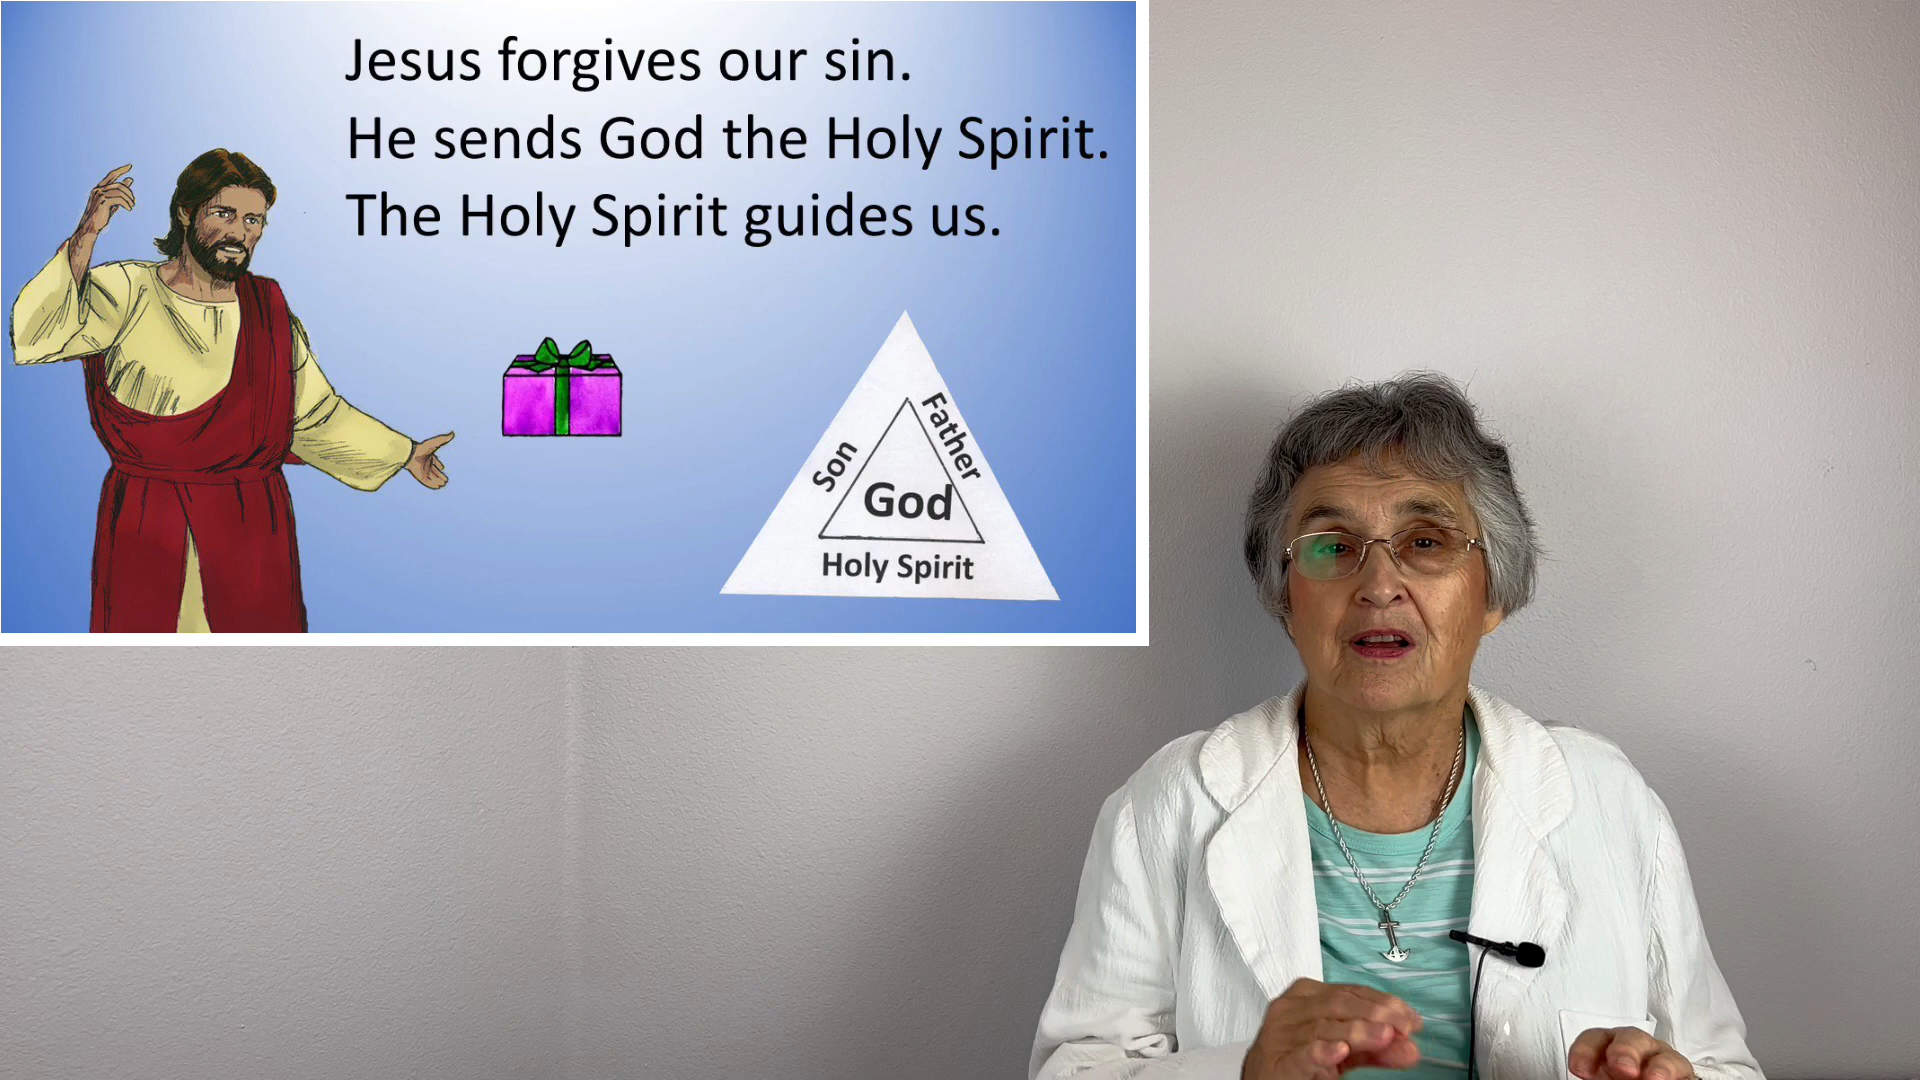 Jesus forgives our sin.
He sends God the Holy Spirit.
The Holy Spirit guides us.
Son
Father
God
Holy Spirit